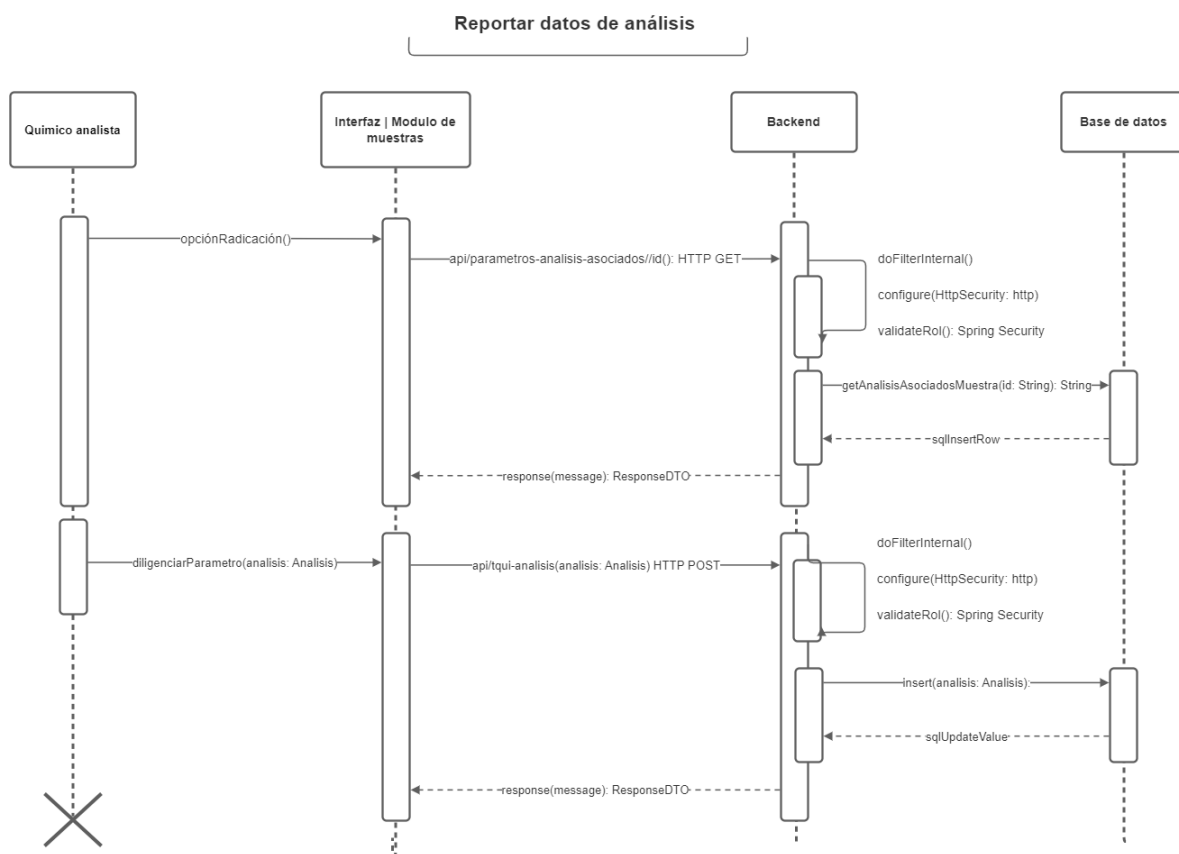 Reportar datos de análisis
Quimico analista
Interfaz | Modulo de
muestras
Backend
Base de datos
opciónRadicación()
api/parametros-analisis-asociados//id(): HTTP GET
doFilterInternal()
configure(HttpSecurity: http)
validateRol(): Spring Security
getAnalisisAsociadosMuestra(id: String): String
sqlInsertRow
response(message): ResponseDTO
diligenciarParametro(analisis: Analisis)
api/tqui-analisis(analisis: Analisis) HTTP POST
doFilterInternal()
configure(HttpSecurity: http)
validateRol(): Spring Security
insert(analisis: Analisis):
sqlUpdateValue
response(message): ResponseDTO